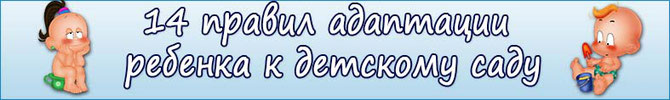 14 правил адаптации
ребенка к детскому саду